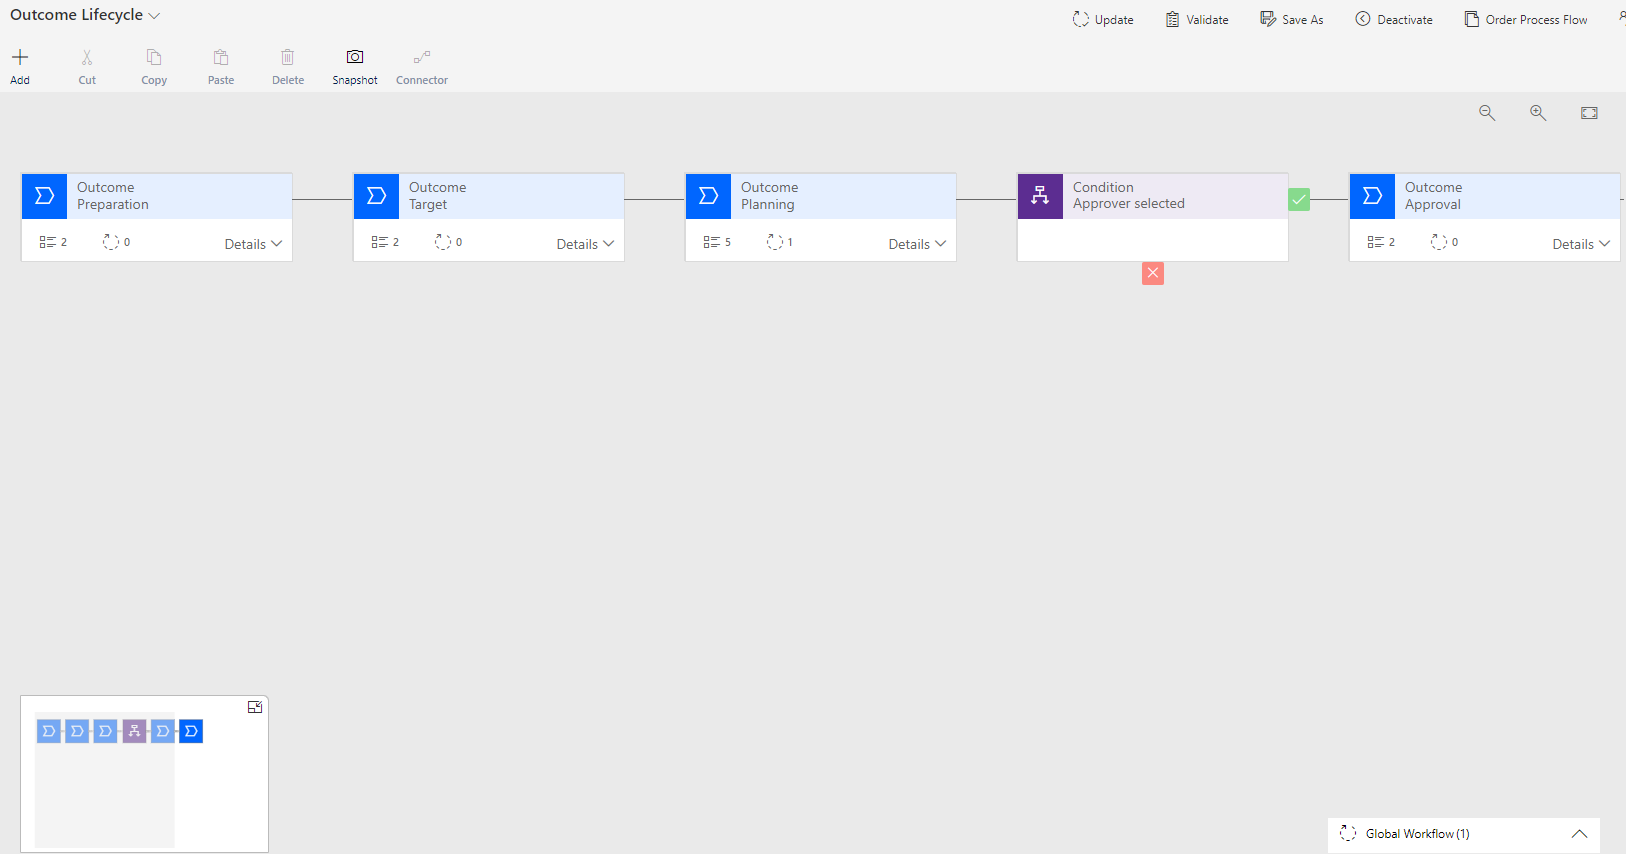 Outcome Lifecycle
Update
Validate
Save As
Deactivate
Order Process Flow
Add
Cut
Copy
Paste
Delete
Snapshot
Connector
Outcome
Preparation
2
0
Details
Outcome
Target
2
0
Details
Outcome
Planning
5
1
Details
Condition
Approver selected
Outcome
Approval
2
0
Details
Global Workflow (1)